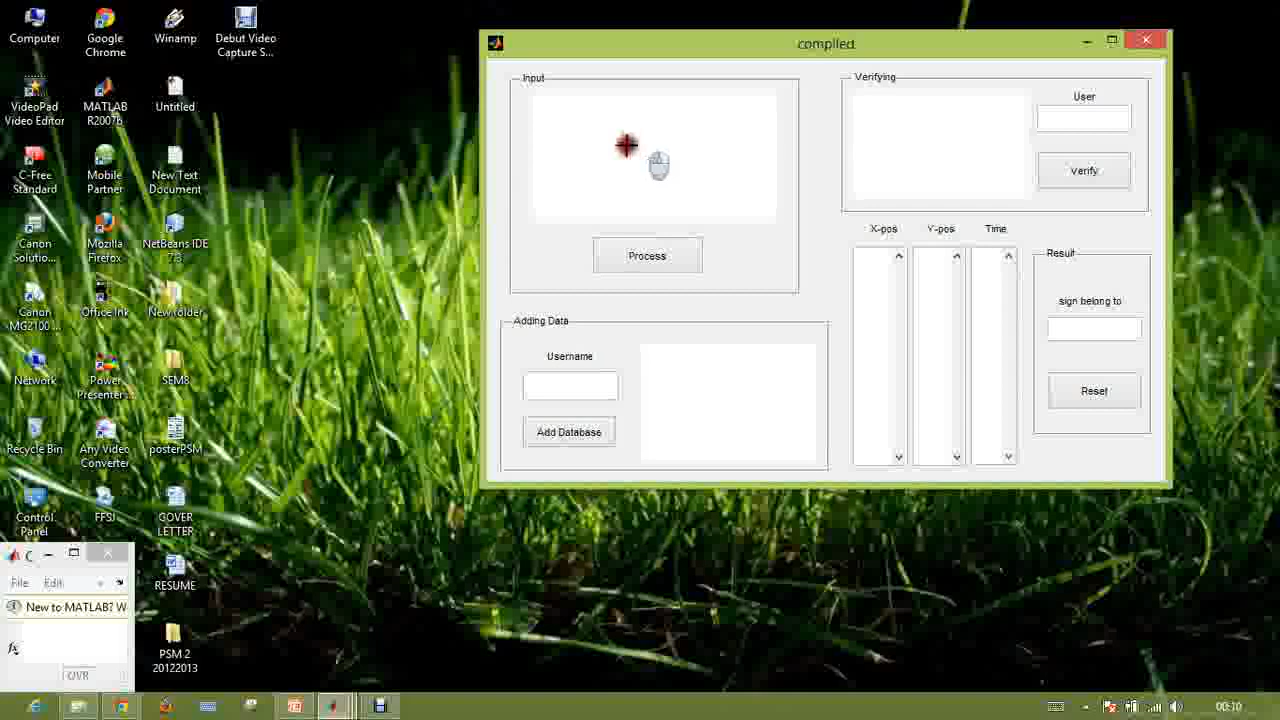 Computer
Google
Chrome
Winamp
Debut Video
Capture S...
VideoPad
Video Editor
MATLAB
R2007b
Untitled
C-Free
Standard
Mobile
Partner
New Text
Document
Canon
Solutio...
Mozilla
Firefox
NetBeans IDE
7.3
Canon
MG2100 ...
Office Ink
New folder
Network
Power
Presenter ...
SEM8
Recycle Bin
Any Video
Converter
posterPSM
Control
Panel
FFSJ
COVER
LETTER
RESUME
PSM 2
20122013
compiled
Input
Process
Adding Data
Username
Add Database
Verifying
User
Verify
X-pos
Y-pos
Time
Result
sign belong to
Reset
C
File
Edit
New to MATLAB? W
fx
OVR
00:10